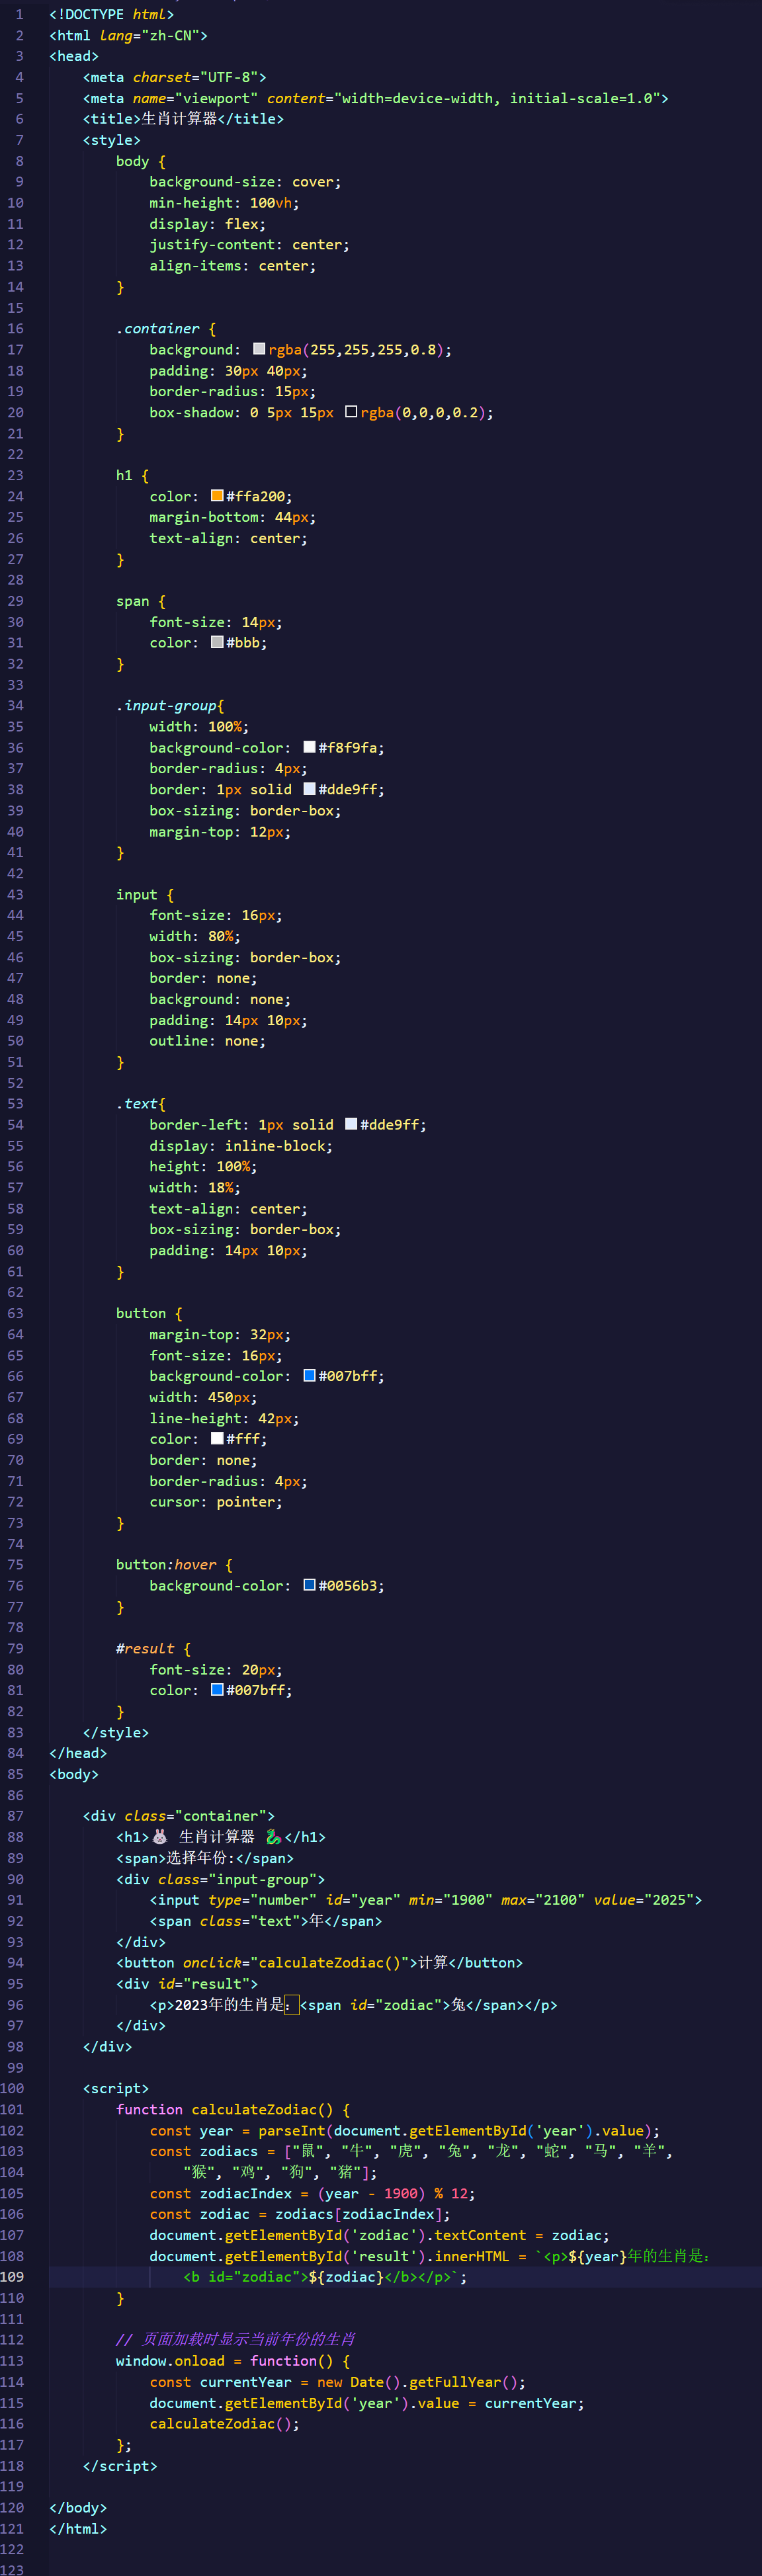 1 <!DOCTYPE html>
2 <html lang="zh-CN">
3 <head>
4     <meta charset="UTF-8">
5     <meta name="viewport" content="width=device-width, initial-scale=1.0">
6     <title>生肖计算器</title>
7     <style>
8         body {
9             background-size: cover;
10             min-height: 100vh;
11             display: flex;
12             justify-content: center;
13             align-items: center;
14         }
15
16         .container {
17             background: rgba(255,255,255,0.8);
18             padding: 30px 40px;
19             border-radius: 15px;
20             box-shadow: 0 5px 15px rgba(0,0,0,0.2);
21         }
22
23         h1 {
24             color: #ffa200;
25             margin-bottom: 44px;
26             text-align: center;
27         }
28
29         span {
30             font-size: 14px;
31             color: #bbb;
32         }
33
34         .input-group{
35             width: 100%;
36             background-color: #f8f9fa;
37             border-radius: 4px;
38             border: 1px solid #dde9ff;
39             box-sizing: border-box;
40             margin-top: 12px;
41         }
42
43         input {
44             font-size: 16px;
45             width: 80%;
46             box-sizing: border-box;
47             border: none;
48             background: none;
49             padding: 14px 10px;
50             outline: none;
51         }
52
53         .text{
54             border-left: 1px solid #dde9ff;
55             display: inline-block;
56             height: 100%;
57             width: 18%;
58             text-align: center;
59             box-sizing: border-box;
60             padding: 14px 10px;
61         }
62
63         button {
64             margin-top: 32px;
65             font-size: 16px;
66             background-color: #007bff;
67             width: 450px;
68             line-height: 42px;
69             color: #fff;
70             border: none;
71             border-radius: 4px;
72             cursor: pointer;
73         }
74
75         button:hover {
76             background-color: #0056b3;
77         }
78
79         #result {
80             font-size: 20px;
81             color: #007bff;
82         }
83     </style>
84 </head>
85 <body>
86
87     <div class="container">
88         <h1>🐰 生肖计算器 🐉</h1>
89         <span>选择年份:</span>
90         <div class="input-group">
91             <input type="number" id="year" min="1900" max="2100" value="2025">
92             <span class="text">年</span>
93         </div>
94         <button onclick="calculateZodiac()">计算</button>
95         <div id="result">
96             <p>2023年的生肖是：<span id="zodiac">兔</span></p>
97         </div>
98     </div>
99
100     <script>
101         function calculateZodiac() {
102             const year = parseInt(document.getElementById('year').value);
103             const zodiacs = ["鼠", "牛", "虎", "兔", "龙", "蛇", "马", "羊",
104                 "猴", "鸡", "狗", "猪"];
105             const zodiacIndex = (year - 1900) % 12;
106             const zodiac = zodiacs[zodiacIndex];
107             document.getElementById('zodiac').textContent = zodiac;
108             document.getElementById('result').innerHTML = `<p>${year}年的生肖是：
109                 <b id="zodiac">${zodiac}</b></p>`;
110         }
111
112         // 页面加载时显示当前年份的生肖
113         window.onload = function() {
114             const currentYear = new Date().getFullYear();
115             document.getElementById('year').value = currentYear;
116             calculateZodiac();
117         };
118     </script>
119
120 </body>
121 </html>
122
123